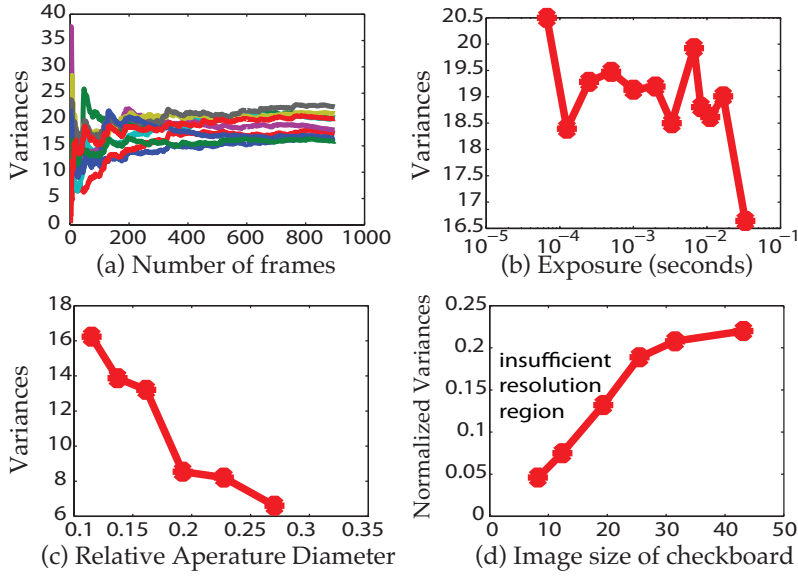 Variances
40
35
30
25
20
15
10
5
0
0 200 400 600 800 1000
(a) Number of frames
Variances
20.5
20
19.5
19
18.5
18
17.5
17
16.5
10⁻⁵ 10⁻⁴ 10⁻³ 10⁻² 10⁻¹
(b) Exposure (seconds)
Variances
18
16
14
12
10
8
6
0.1 0.15 0.2 0.25 0.3 0.35
(c) Relative Aperature Diameter
Normalized Variances
0.25
0.2
0.15
0.1
0.05
0
0 10 20 30 40 50
insufficient
resolution
region
(d) Image size of checkboard